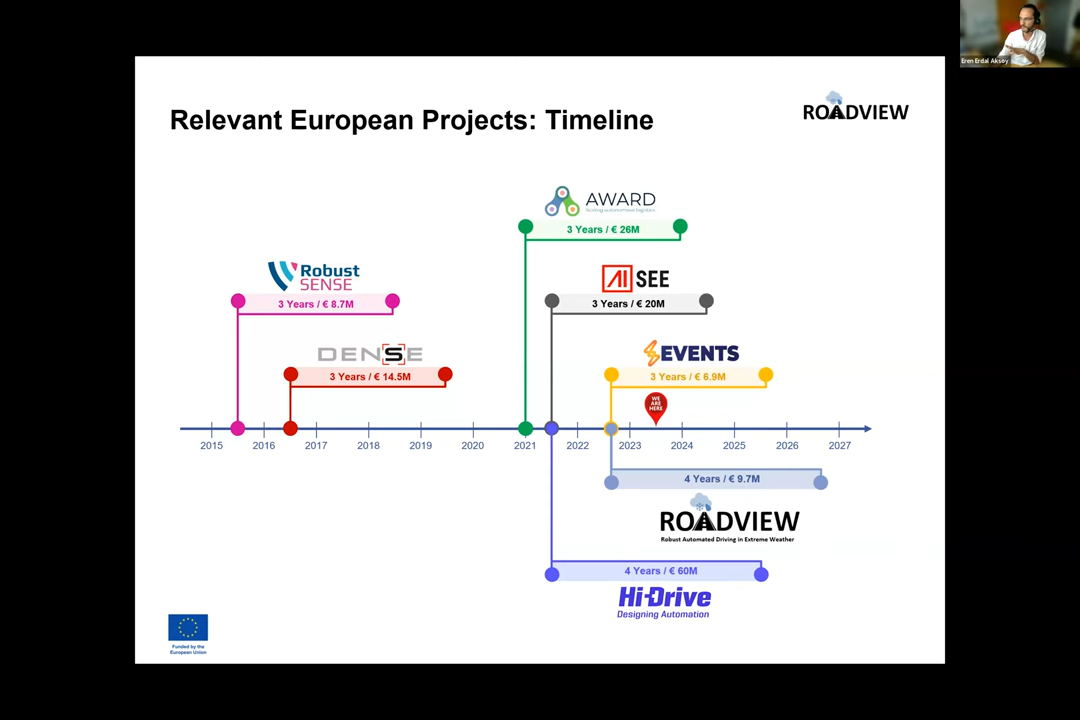 Eren Erdal Aksoy
Relevant European Projects: Timeline
ROADVIEW
AWARD
3 Years / € 26M
Robust
SENSE
3 Years / € 8.7M
AISEE
3 Years / € 20M
DENSE
3 Years / € 14.5M
EVENTS
3 Years / € 6.9M
WE
ARE
HERE
2015 2016 2017 2018 2019 2020 2021 2022 2023 2024 2025 2026 2027
4 Years / € 9.7M
ROADVIEW
Robust Automated Driving in Extreme Weather
4 Years / € 60M
Hi-Drive
Designing Automation
Funded by the
European Union